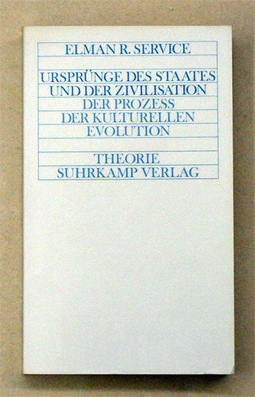 ELMAN R. SERVICE
URSPRÜNGE DES STAATES
UND DER ZIVILISATION
DER PROZESS
DER KULTURELLEN
EVOLUTION
THEORIE
SUHRKAMP VERLAG